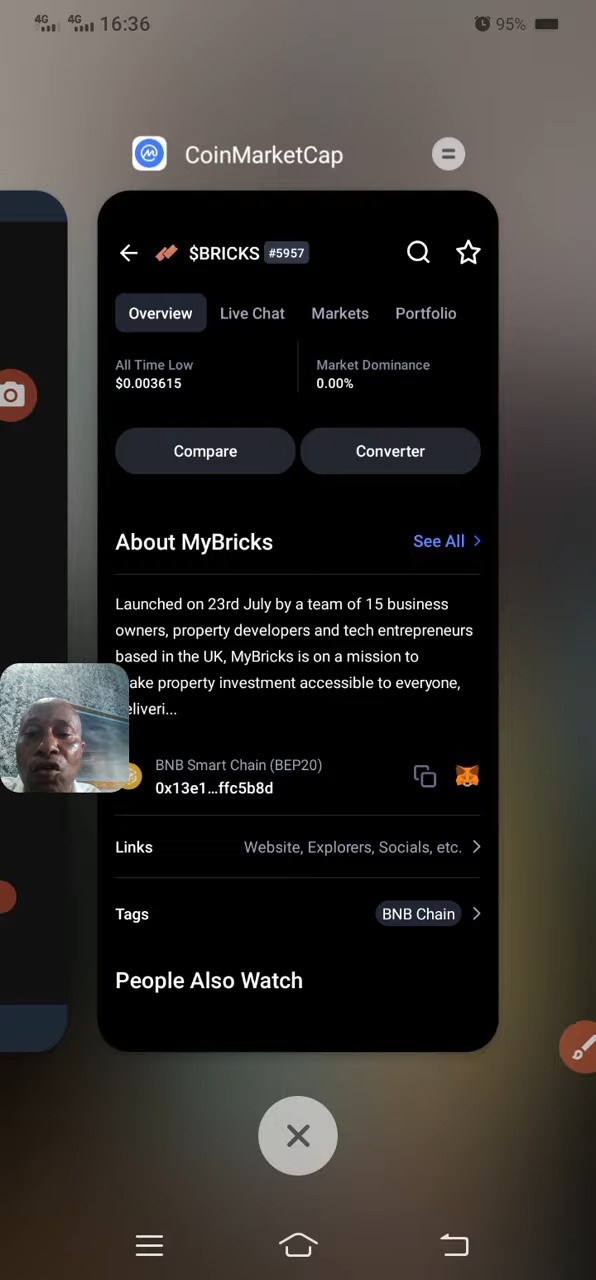 4G 4G 16:36 95%
CoinMarketCap
$BRICKS #5957
Overview Live Chat Markets Portfolio
All Time Low Market Dominance
$0.003615 0.00%
Compare Converter
About MyBricks See All
Launched on 23rd July by a team of 15 business
owners, property developers and tech entrepreneurs
based in the UK, MyBricks is on a mission to
ake property investment accessible to everyone,
eliveri...
BNB Smart Chain (BEP20)
0x13e1...ffc5b8d
Links Website, Explorers, Socials, etc.
Tags BNB Chain
People Also Watch